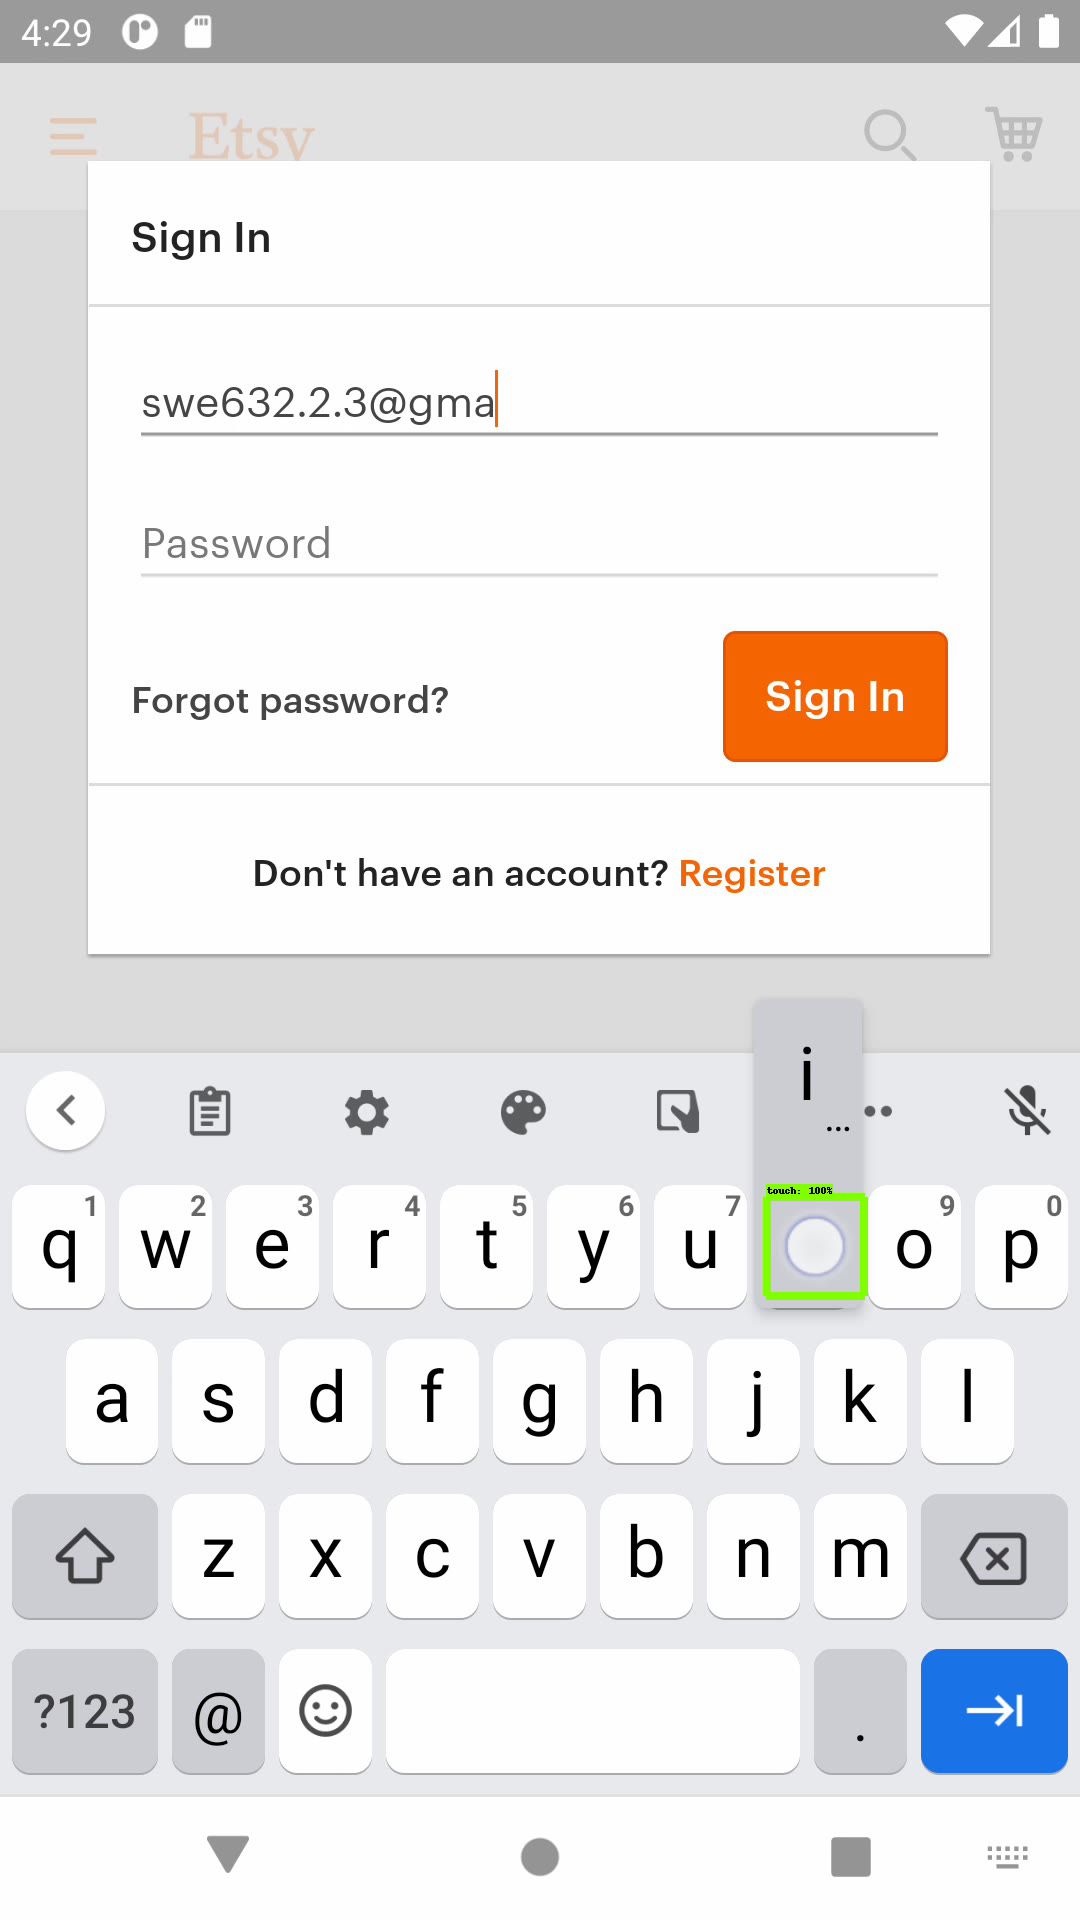 4:29
Etsy
Sign In
swe632.2.3@gma
Password
Forgot password?
Sign In
Don't have an account? Register
i
...
touch: 100%
q 1 w 2 e 3 r 4 t 5 y 6 u 7 o 9 p 0
a s d f g h j k l
z x c v b n m
?123 @ .